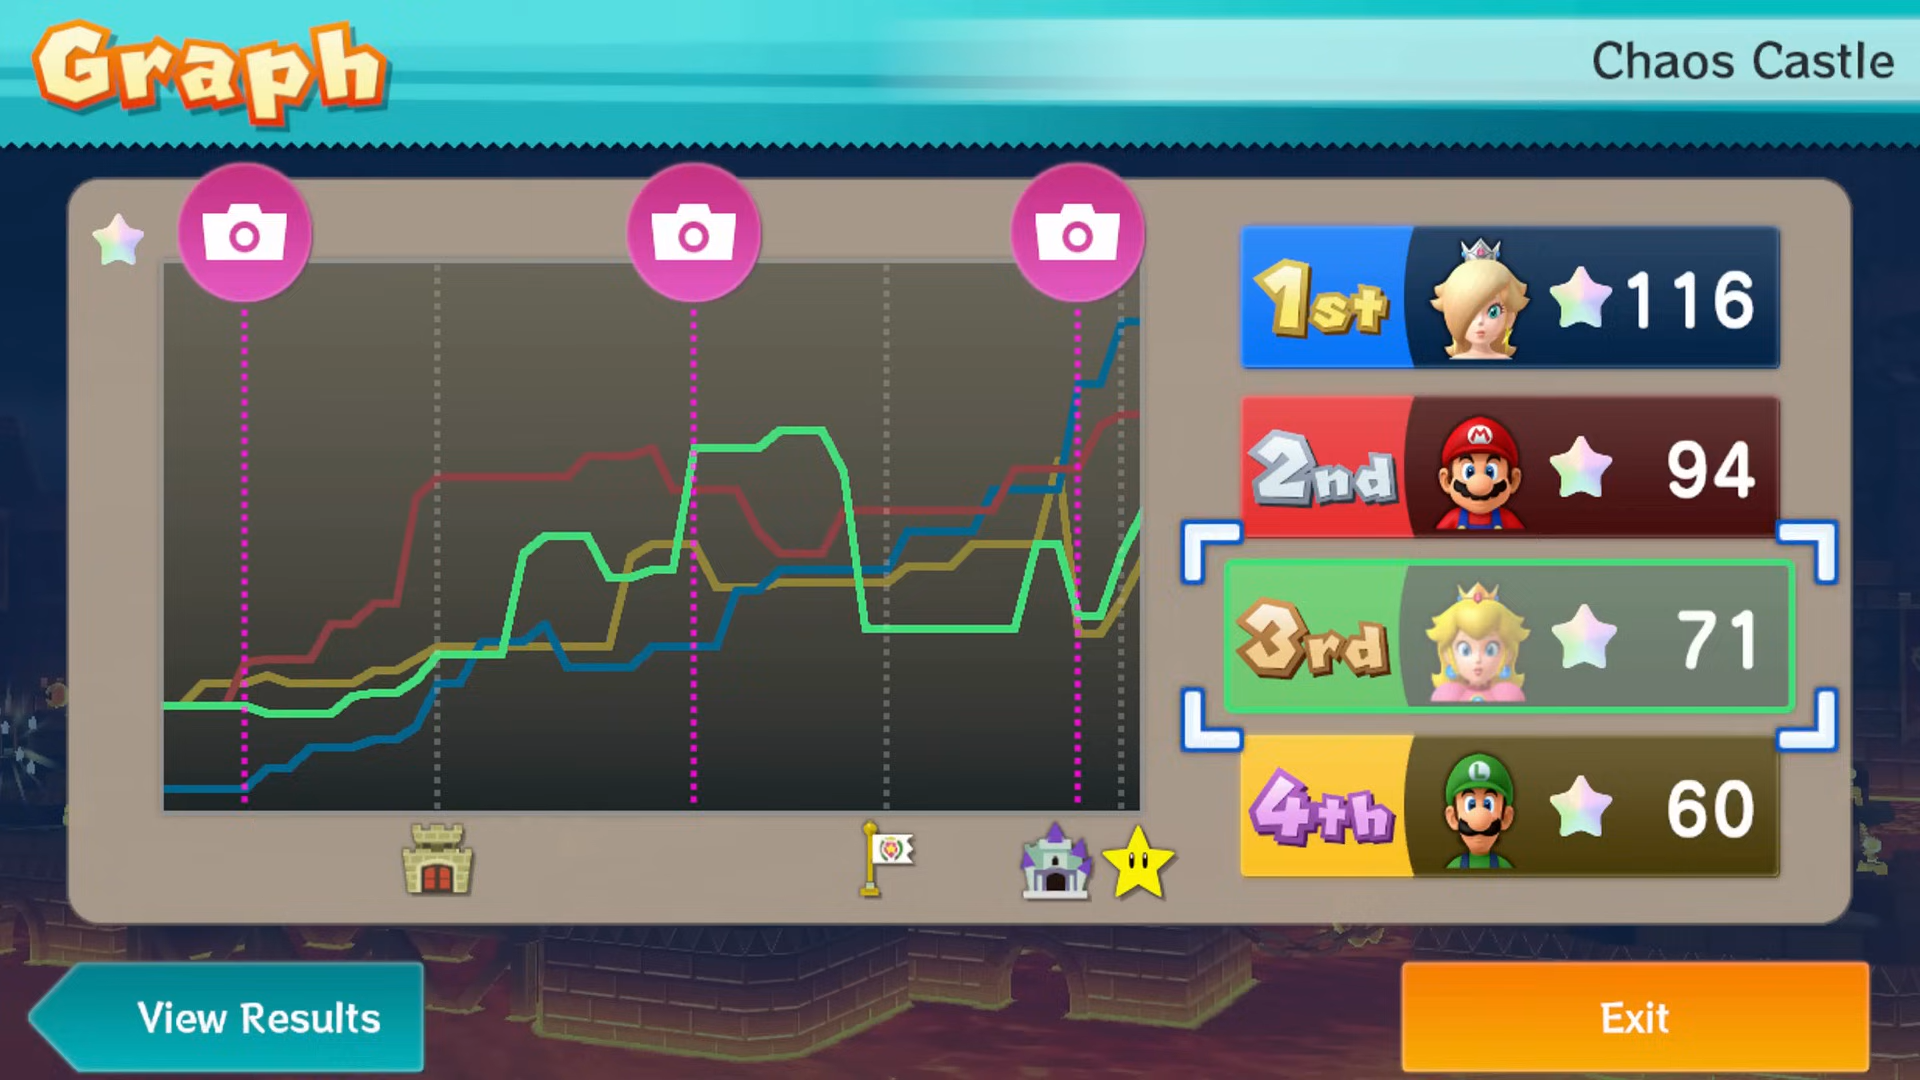 Graph
Chaos Castle
1st 116
2nd 94
3rd 71
4th 60
View Results
Exit